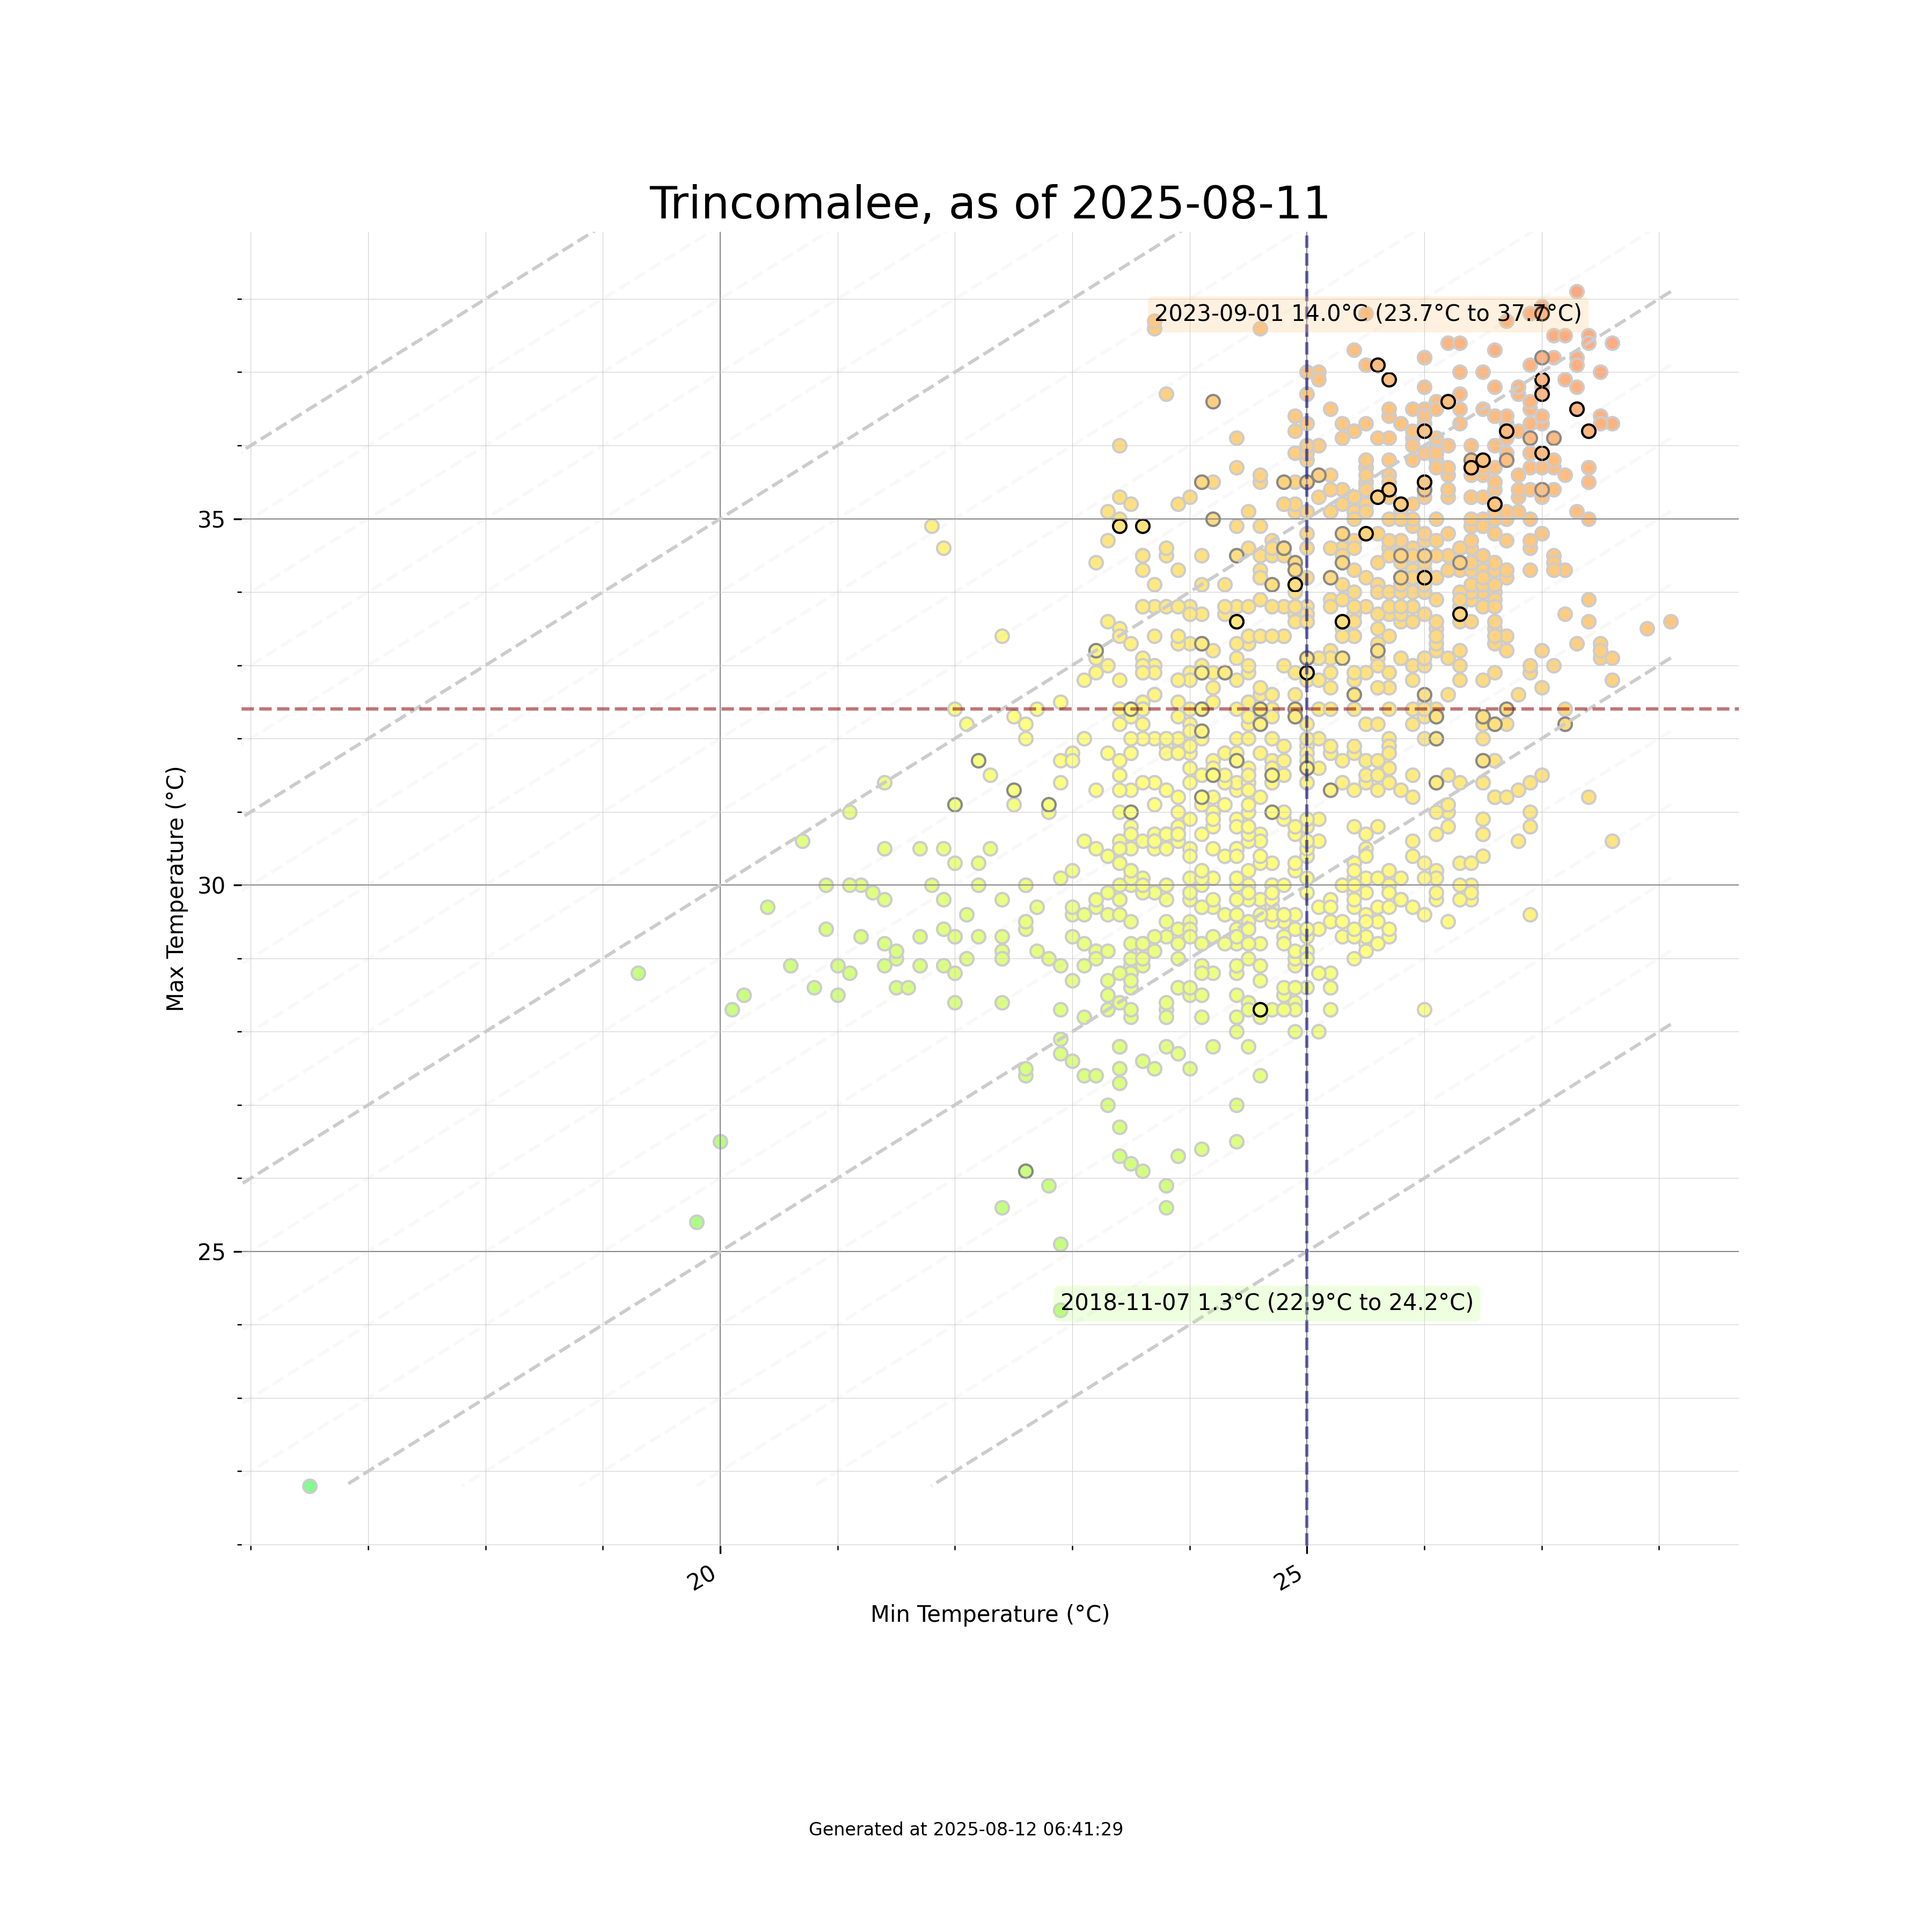 Trincomalee, as of 2025-08-11
2023-09-01 14.0°C (23.7°C to 37.7°C)
35
30
25
Max Temperature (°C)
2018-11-07 1.3°C (22.9°C to 24.2°C)
20
25
Min Temperature (°C)
Generated at 2025-08-12 06:41:29